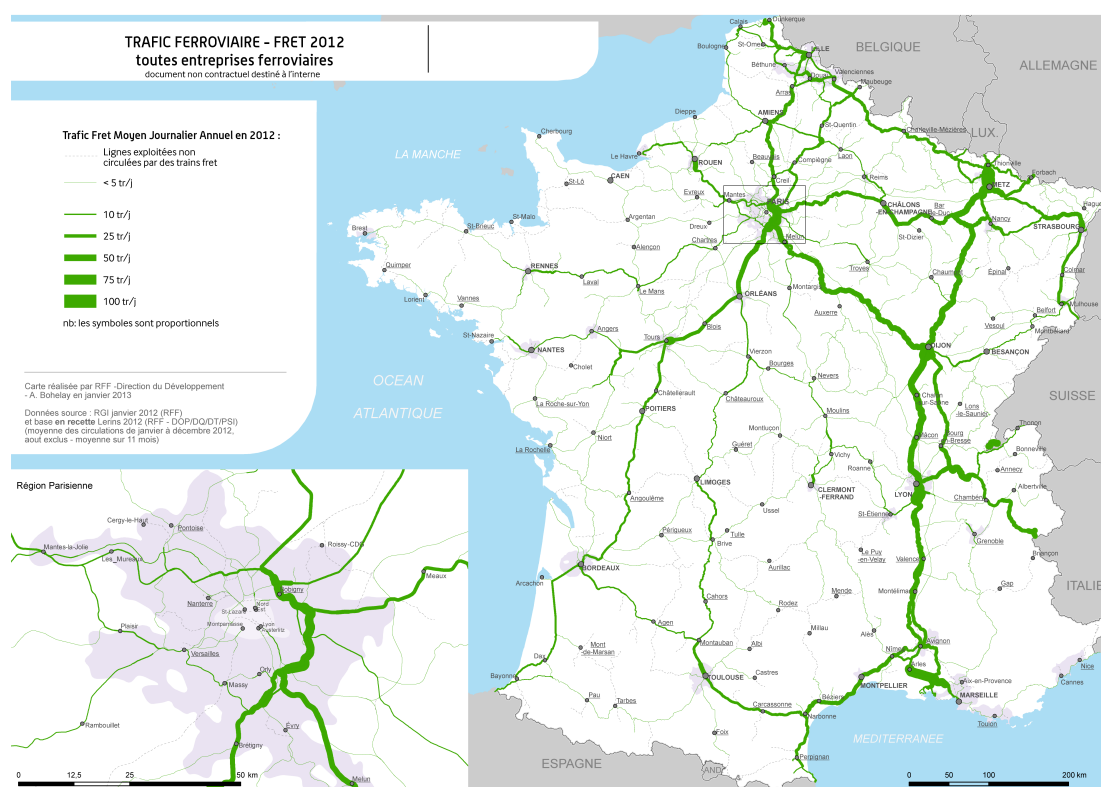 TRAFIC FERROVIAIRE - FRET 2012
toutes entreprises ferroviaires
document non contractuel destiné à l'interne
Trafic Fret Moyen Journalier Annuel en 2012 :
Lignes exploitées non
circulées par des trains fret
< 5 tr/j
10 tr/j
25 tr/j
50 tr/j
75 tr/j
100 tr/j
nb: les symboles sont proportionnels
Carte réalisée par RFF -Direction du Développement
- A. Bohelay en janvier 2013
Données source : RGI janvier 2012 (RFF)
et base en recette Lerins 2012 (RFF - DOP/DQ/DT/PSI)
(moyenne des circulations de janvier à décembre 2012,
aout exclus - moyenne sur 11 mois)
LA MANCHE
OCEAN
ATLANTIQUE
MEDITERRANEE
BELGIQUE
ALLEMAGNE
LUX.
SUISSE
ITALIE
ESPAGNE
AND
Calais
Dunkerque
Boulogne
St-Omer
LILLE
Béthune
Douai
Valenciennes
Maubeuge
Arras
Dieppe
AMIENS
St-Quentin
Charleville-Mézières
Cherbourg
Le Havre
ROUEN
Beauvais
Compiègne
Laon
Thionville
Forbach
CAEN
St-Lô
Creil
Reims
METZ
Evreux
Mantes
PARIS
CHÂLONS
-EN-CHAMPAGNE
Bar
-le-Duc
Hague
St-Malo
Argentan
Dreux
Melun
Nancy
STRASBOURG
Brest
St-Brieuc
Alençon
Chartres
St-Dizier
Quimper
RENNES
Laval
Le Mans
Troyes
Chaumont
Épinal
Colmar
Lorient
Vannes
ORLÉANS
Montargis
Auxerre
Mulhouse
Belfort
Montbéliard
Vesoul
St-Nazaire
Angers
Tours
Blois
NANTES
Cholet
Vierzon
Bourges
DIJON
BESANÇON
La Roche-sur-Yon
Châtellérault
Châteauroux
Nevers
Chalon
-sur-Saône
Lons
-le-Saunier
POITIERS
Moulins
Niort
Montluçon
Mâcon
Bourg
-en-Bresse
Thonon
La Rochelle
Guéret
Vichy
Roanne
Bonneville
Annecy
LIMOGES
CLERMONT
-FERRAND
LYON
Albertville
Chambéry
Angoulême
Ussel
St-Étienne
Périgueux
Tulle
Brive
Le Puy
-en-Velay
Grenoble
Briançon
BORDEAUX
Aurillac
Valence
Arcachon
Cahors
Rodez
Mende
Montélimar
Gap
Agen
Millau
Mont
-de-Marsan
Montauban
Albi
Alès
Avignon
Nîmes
Dax
Bayonne
TOULOUSE
Castres
Arles
Nice
Cannes
MONTPELLIER
Aix-en-Provence
Pau
Tarbes
Carcassonne
Béziers
Narbonne
MARSEILLE
Toulon
Foix
Perpignan
0 50 100 200 km
Région Parisienne
Cergy-le-Haut
Pontoise
Roissy-CDG
Mantes-la-Jolie
Les_Mureaux
Meaux
Bobigny
Nanterre
St-Lazare
Nord
Est
Montparnasse
Lyon
Austerlitz
Plaisir
Versailles
Orly
Massy
Rambouillet
Évry
Brétigny
Melun
0 12,5 25 50 km